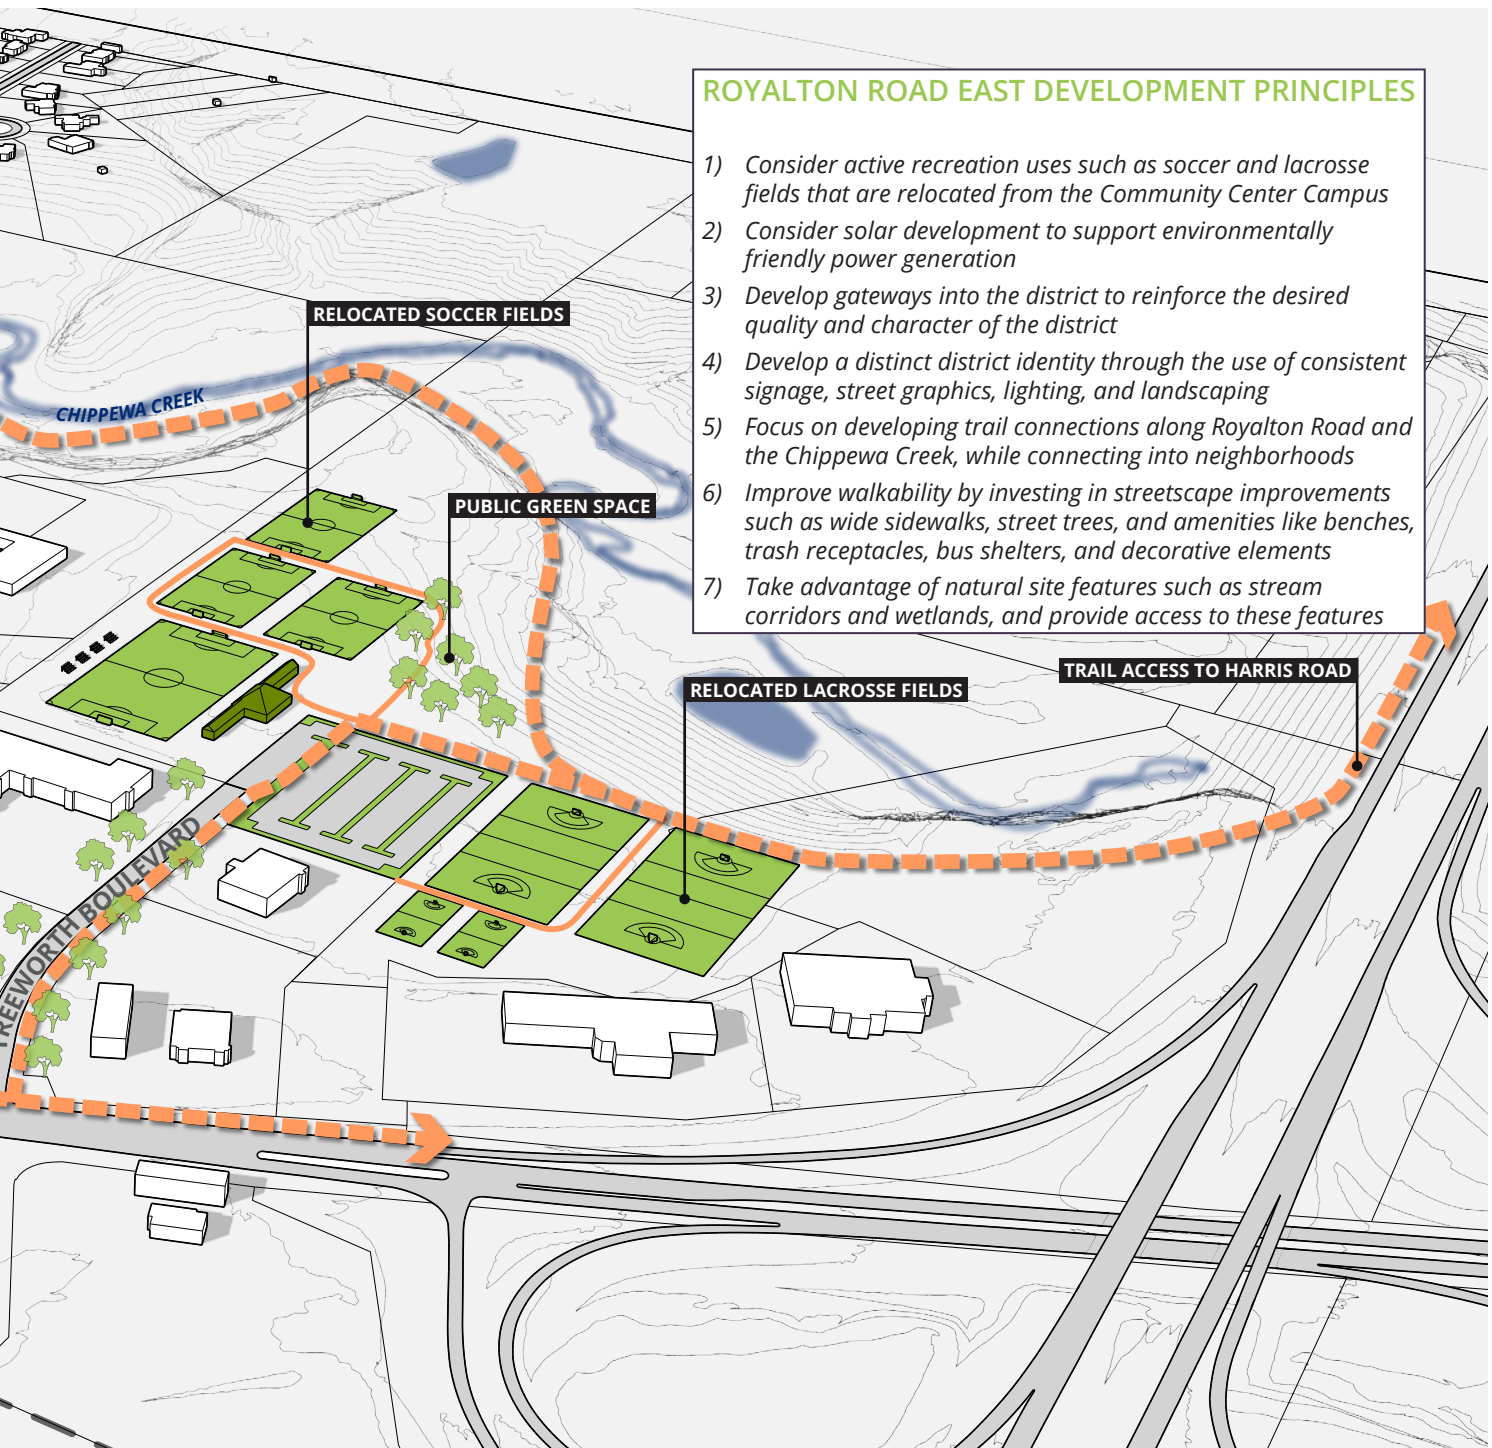 ROYALTON ROAD EAST DEVELOPMENT PRINCIPLES
1) Consider active recreation uses such as soccer and lacrosse
fields that are relocated from the Community Center Campus
2) Consider solar development to support environmentally
friendly power generation
3) Develop gateways into the district to reinforce the desired
quality and character of the district
4) Develop a distinct district identity through the use of consistent
signage, street graphics, lighting, and landscaping
5) Focus on developing trail connections along Royalton Road and
the Chippewa Creek, while connecting into neighborhoods
6) Improve walkability by investing in streetscape improvements
such as wide sidewalks, street trees, and amenities like benches,
trash receptacles, bus shelters, and decorative elements
7) Take advantage of natural site features such as stream
corridors and wetlands, and provide access to these features
RELOCATED SOCCER FIELDS
CHIPPEWA CREEK
PUBLIC GREEN SPACE
TRAIL ACCESS TO HARRIS ROAD
RELOCATED LACROSSE FIELDS
TREEWORTH BOULEVARD